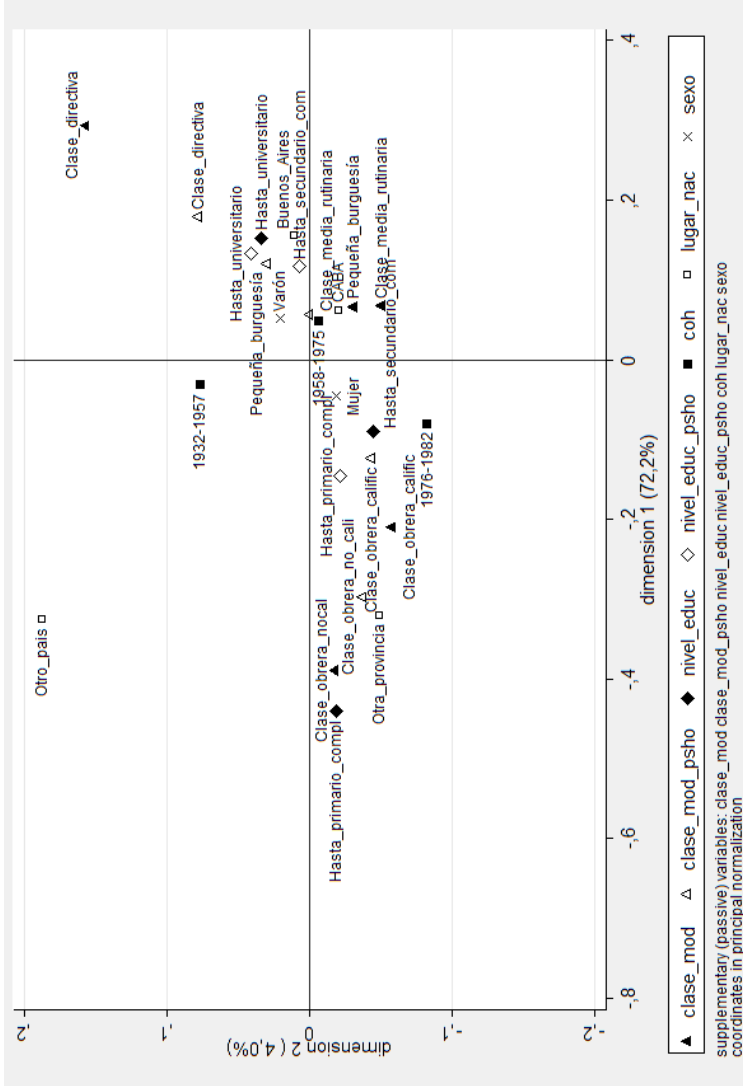 Clase_directiva
Clase_directiva
Hasta_universitario
Hasta_universitario
Pequeña_burguesía
Buenos_Aires
Hasta_secundario_com
Varón
Clase_media_rutinaria
CABA
Pequeña_burguesía
Clase_media_rutinaria
1932-1957
1958-1975
Mujer
Hasta_secundario_com
1976-1982
Hasta_primario_compl
Clase_obrera_calific
Clase_obrera_calific
Clase_obrera_no_cali
Otra_provincia
Clase_obrera_nocal
Hasta_primario_compl
Otro_pais
,2
,1
0
-,1
-,2
dimension 2 ( 4,0%)
-,8
-,6
-,4
-,2
0
,2
,4
dimension 1 (72,2%)
clase_mod
clase_mod_psho
nivel_educ
nivel_educ_psho
coh
lugar_nac
sexo
supplementary (passive) variables: clase_mod clase_mod_psho nivel_educ nivel_educ_psho coh lugar_nac sexo
coordinates in principal normalization